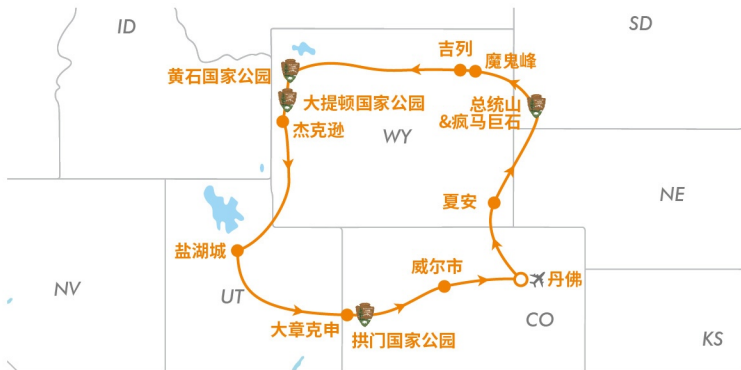 ID
SD
吉列
魔鬼峰
黄石国家公园
大提顿国家公园
总统山
&疯马巨石
杰克逊
WY
夏安
NE
盐湖城
威尔市
丹佛
NV
UT
大章克申
拱门国家公园
CO
KS